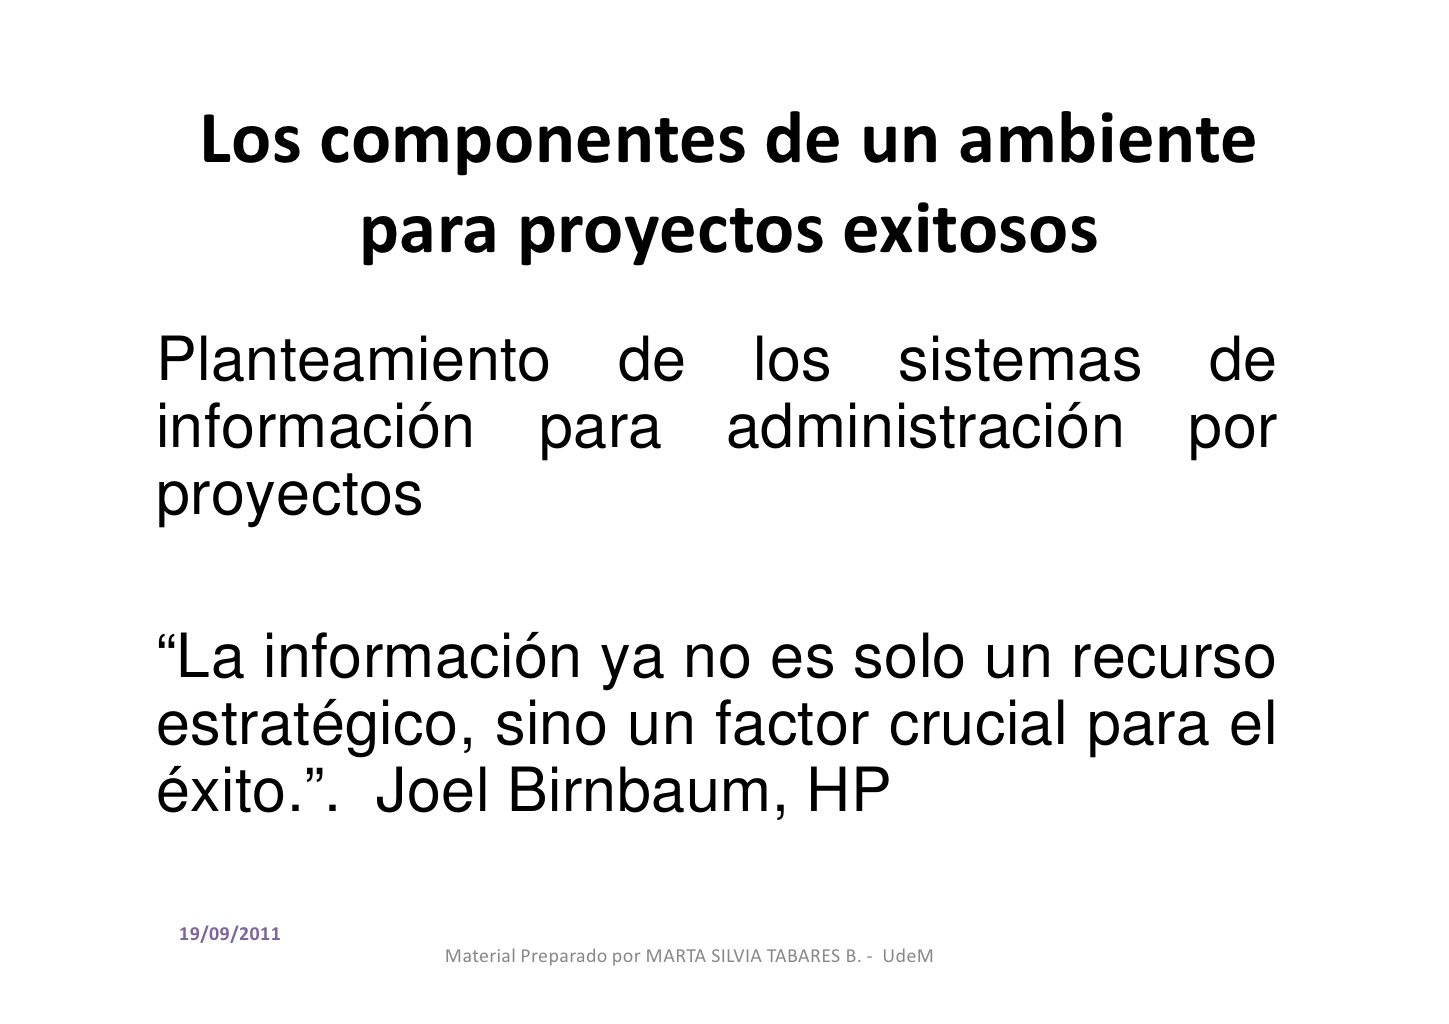 Los componentes de un ambiente
para proyectos exitosos
Planteamiento de los sistemas de
información para administración por
proyectos
“La información ya no es solo un recurso
estratégico, sino un factor crucial para el
éxito.”.  Joel Birnbaum, HP
19/09/2011
Material Preparado por MARTA SILVIA TABARES B. -  UdeM